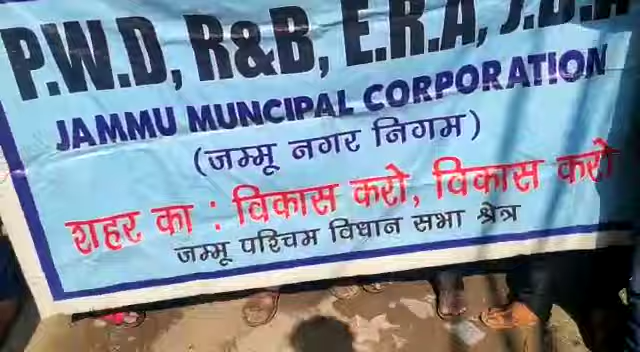 P.W.D, R&B, E.R.A, J.D.A
JAMMU MUNCIPAL CORPORATION
(जम्मू नगर निगम)
शहर का : विकास करो, विकास करो
जम्मू पश्चिम विधान सभा श्रेत्र